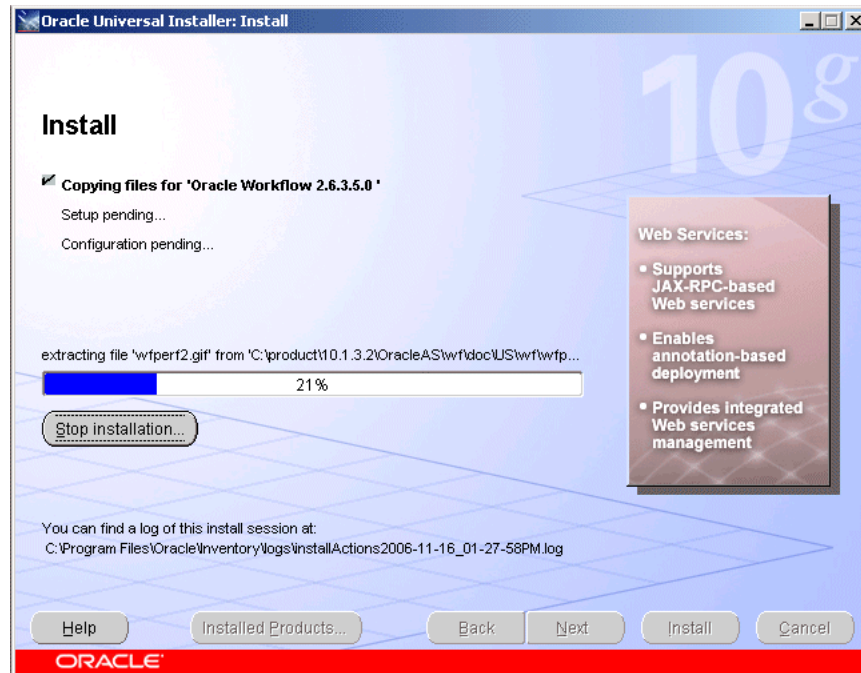 Oracle Universal Installer: Install
10g
Install
Copying files for 'Oracle Workflow 2.6.3.5.0 '
Setup pending...
Configuration pending...
Web Services:
• Supports
JAX-RPC-based
Web services
• Enables
annotation-based
deployment
• Provides integrated
Web services
management
extracting file 'wfperf2.gif' from 'C:\product\10.1.3.2\OracleAS\wf\doc\US\wf\wfp...
21%
Stop installation...
You can find a log of this install session at:
C:\Program Files\Oracle\Inventory\logs\installActions2006-11-16_01-27-58PM.log
Help
Installed Products...
Back
Next
Install
Cancel
ORACLE